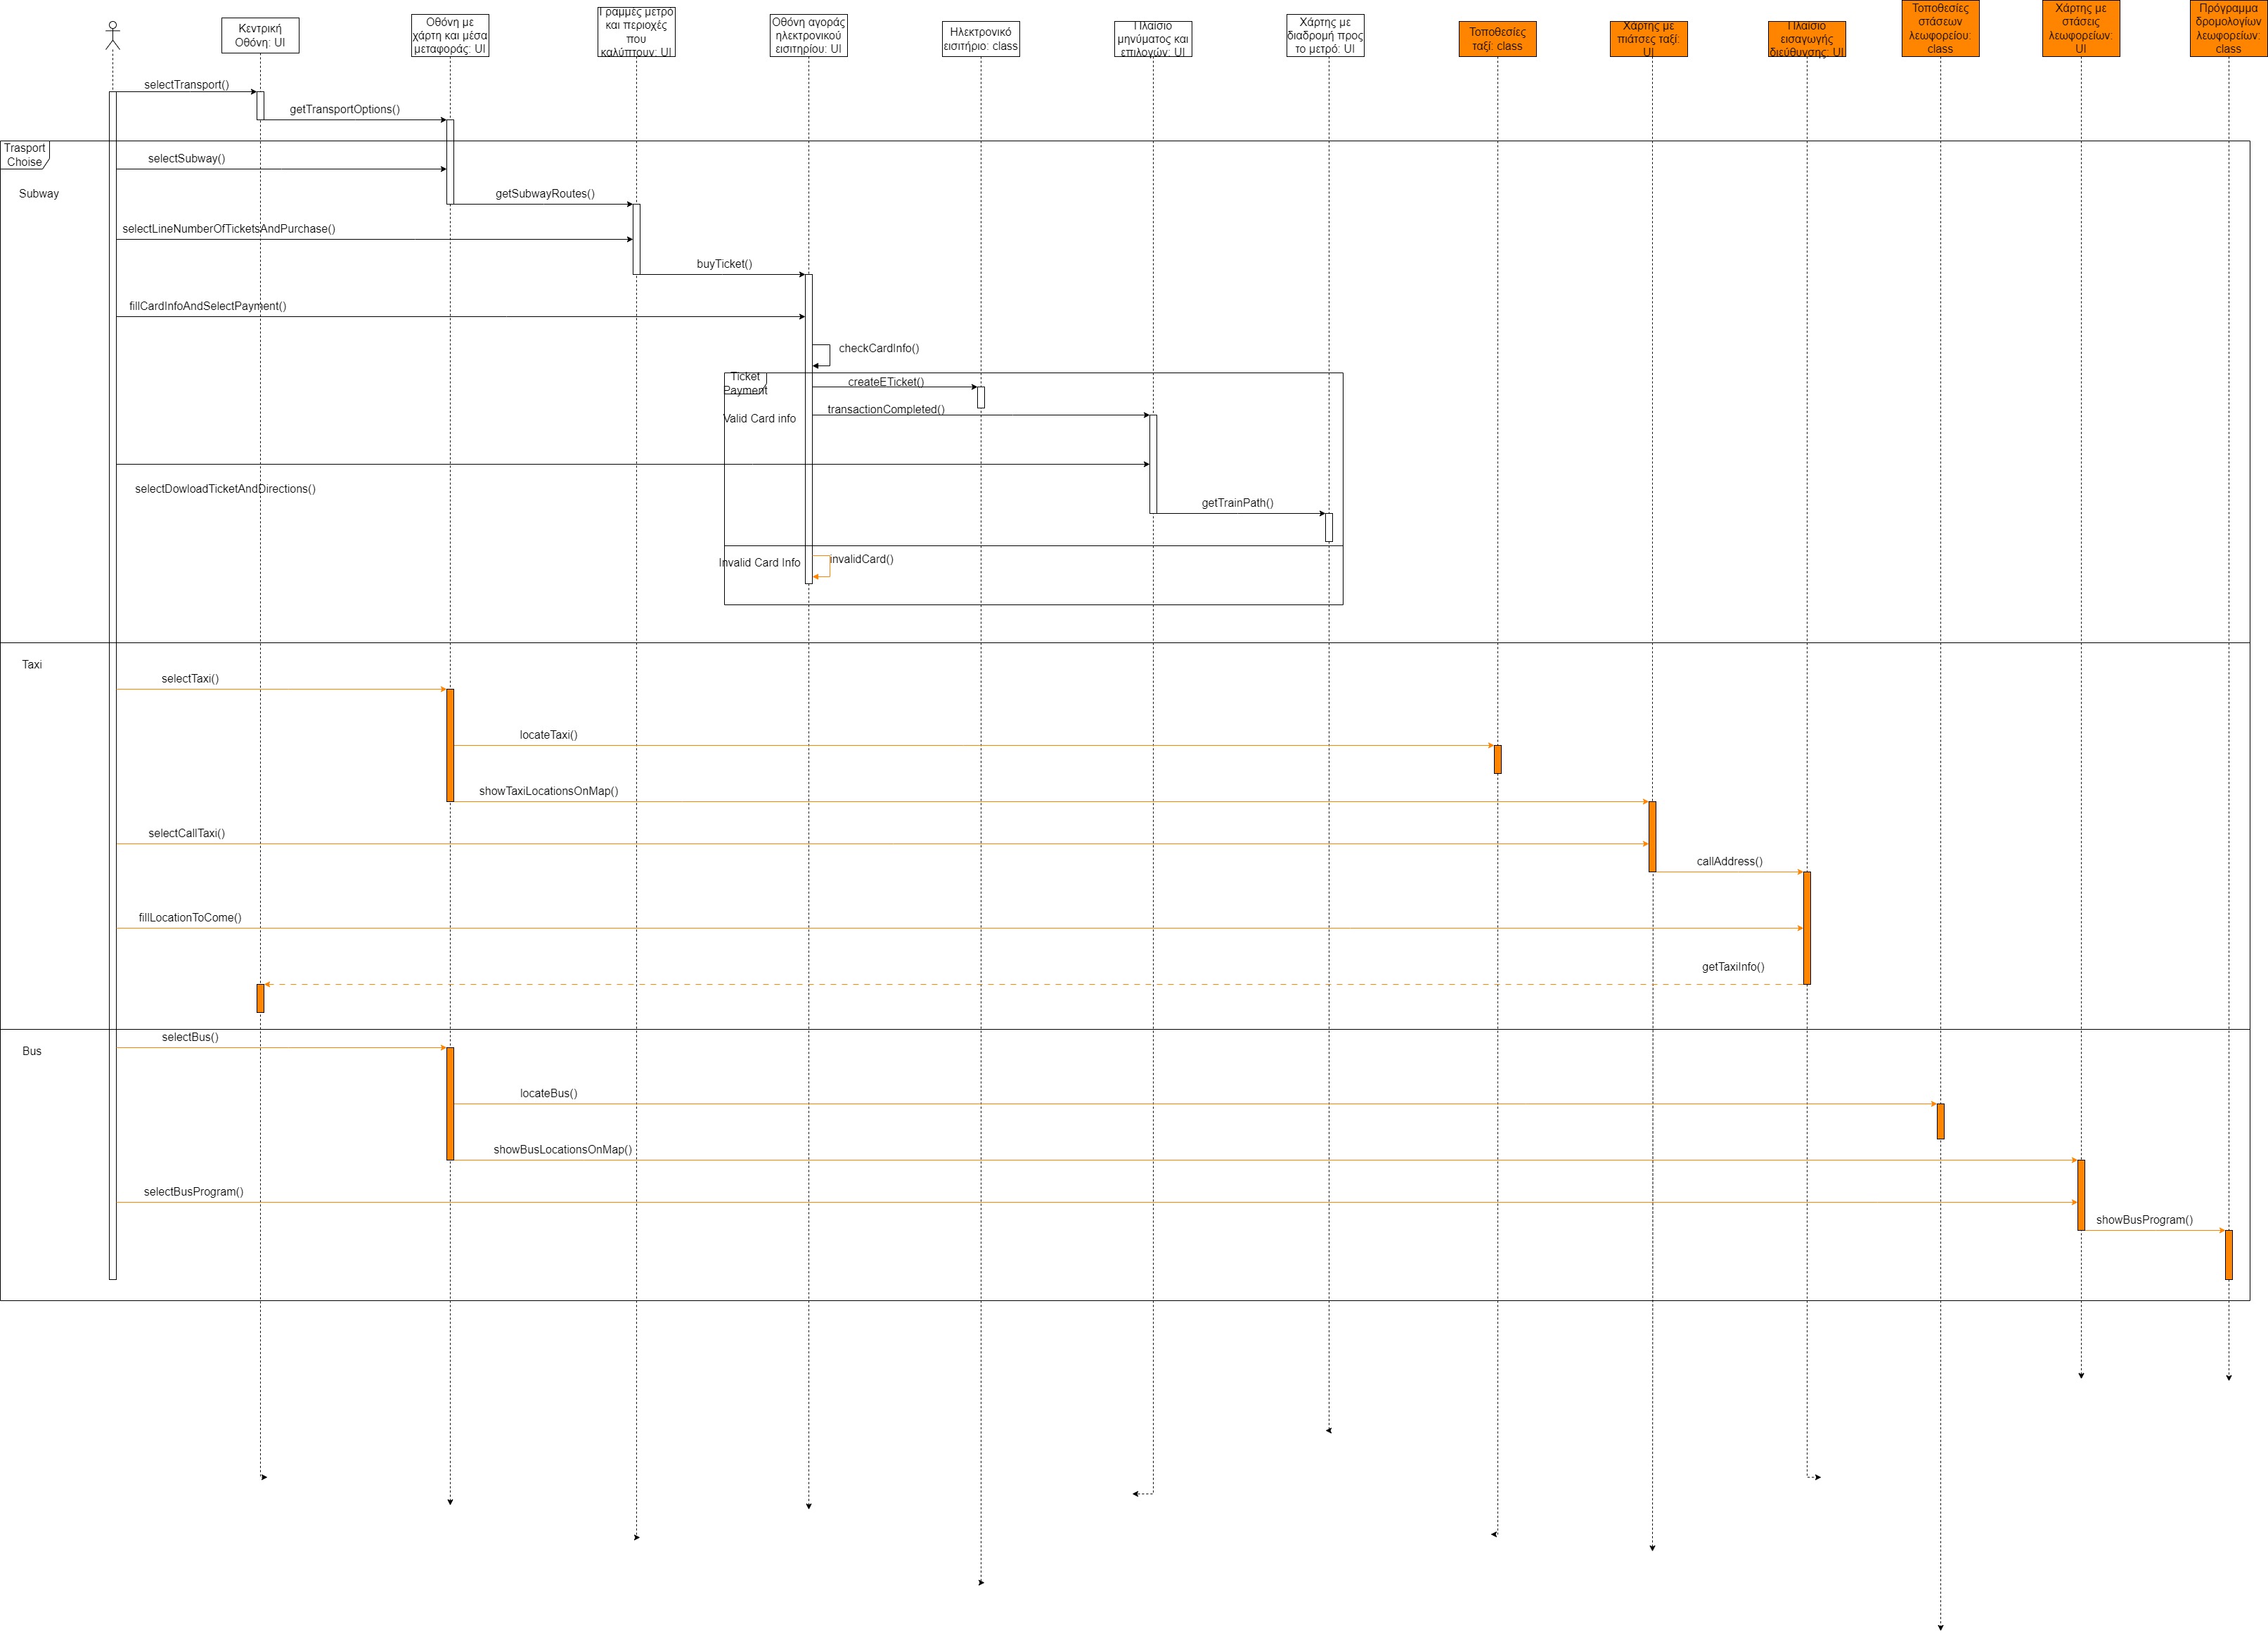 Κεντρική
Οθόνη: UI
Οθόνη με
χάρτη και μέσα
μεταφοράς: UI
Γραμμές μετρό
και περιοχές
που
καλύπτουν: UI
Οθόνη αγοράς
ηλεκτρονικού
εισιτηρίου: UI
Ηλεκτρονικό
εισιτήριο: class
Πλαίσιο
μηνύματος και
επιλογών: UI
Χάρτης με
διαδρομή προς
το μετρό: UI
Τοποθεσίες
ταξί: class
Χάρτης με
πιάτσες ταξί:
UI
Πλαίσιο
εισαγωγής
διεύθυνσης: UI
Τοποθεσίες
στάσεων
λεωφορείου:
class
Χάρτης με
στάσεις
λεωφορείων:
UI
Πρόγραμμα
δρομολογίων
λεωφορείων:
class
selectTransport()
getTransportOptions()
Trasport
Choise
selectSubway()
Subway
getSubwayRoutes()
selectLineNumberOfTicketsAndPurchase()
buyTicket()
fillCardInfoAndSelectPayment()
checkCardInfo()
Ticket
Payment
createETicket()
transactionCompleted()
Valid Card info
selectDowloadTicketAndDirections()
getTrainPath()
invalidCard()
Invalid Card Info
Taxi
selectTaxi()
locateTaxi()
showTaxiLocationsOnMap()
selectCallTaxi()
callAddress()
fillLocationToCome()
getTaxiInfo()
selectBus()
Bus
locateBus()
showBusLocationsOnMap()
selectBusProgram()
showBusProgram()